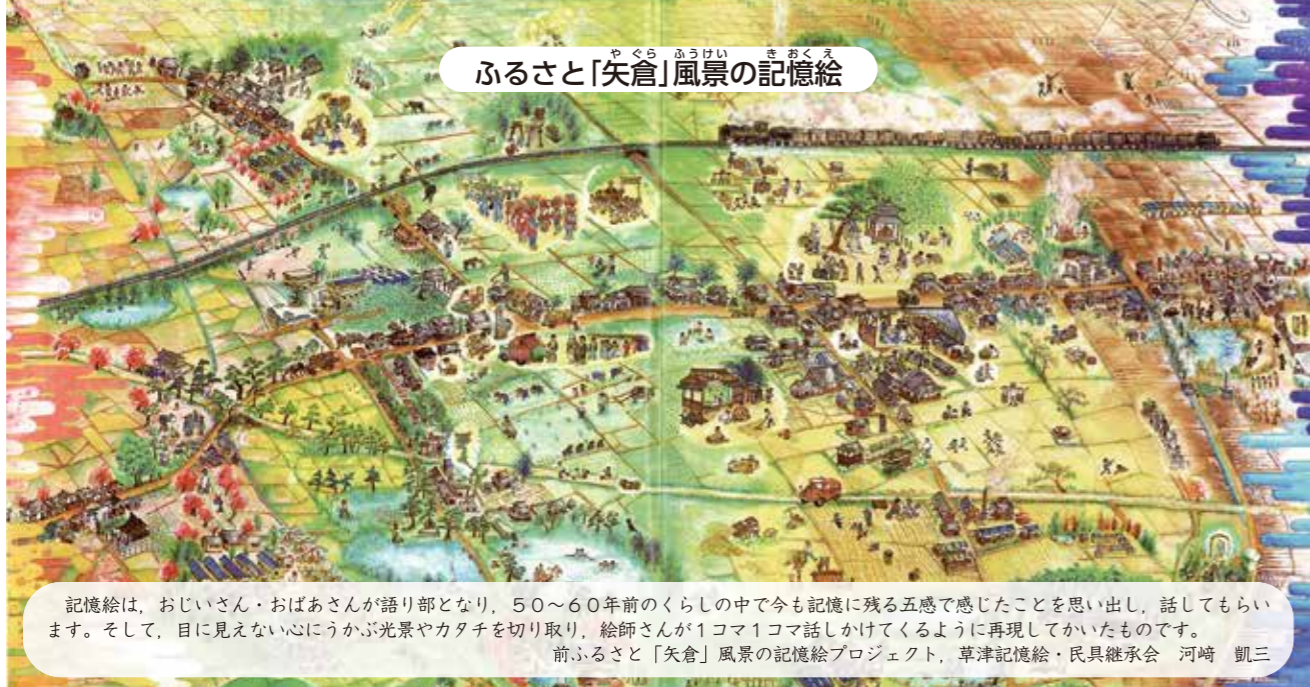 や ぐら ふうけい き おく え
ふるさと「矢倉」風景の記憶絵
記憶絵は，おじいさん・おばあさんが語り部となり，５０～６０年前のくらしの中で今も記憶に残る五感で感じたことを思い出し，話してもらい
ます。そして，目に見えない心にうかぶ光景やカタチを切り取り，絵師さんが１コマ１コマ話しかけてくるように再現してかいたものです。
前ふるさと「矢倉」風景の記憶絵プロジェクト，草津記憶絵・民具継承会　河﨑　凱三